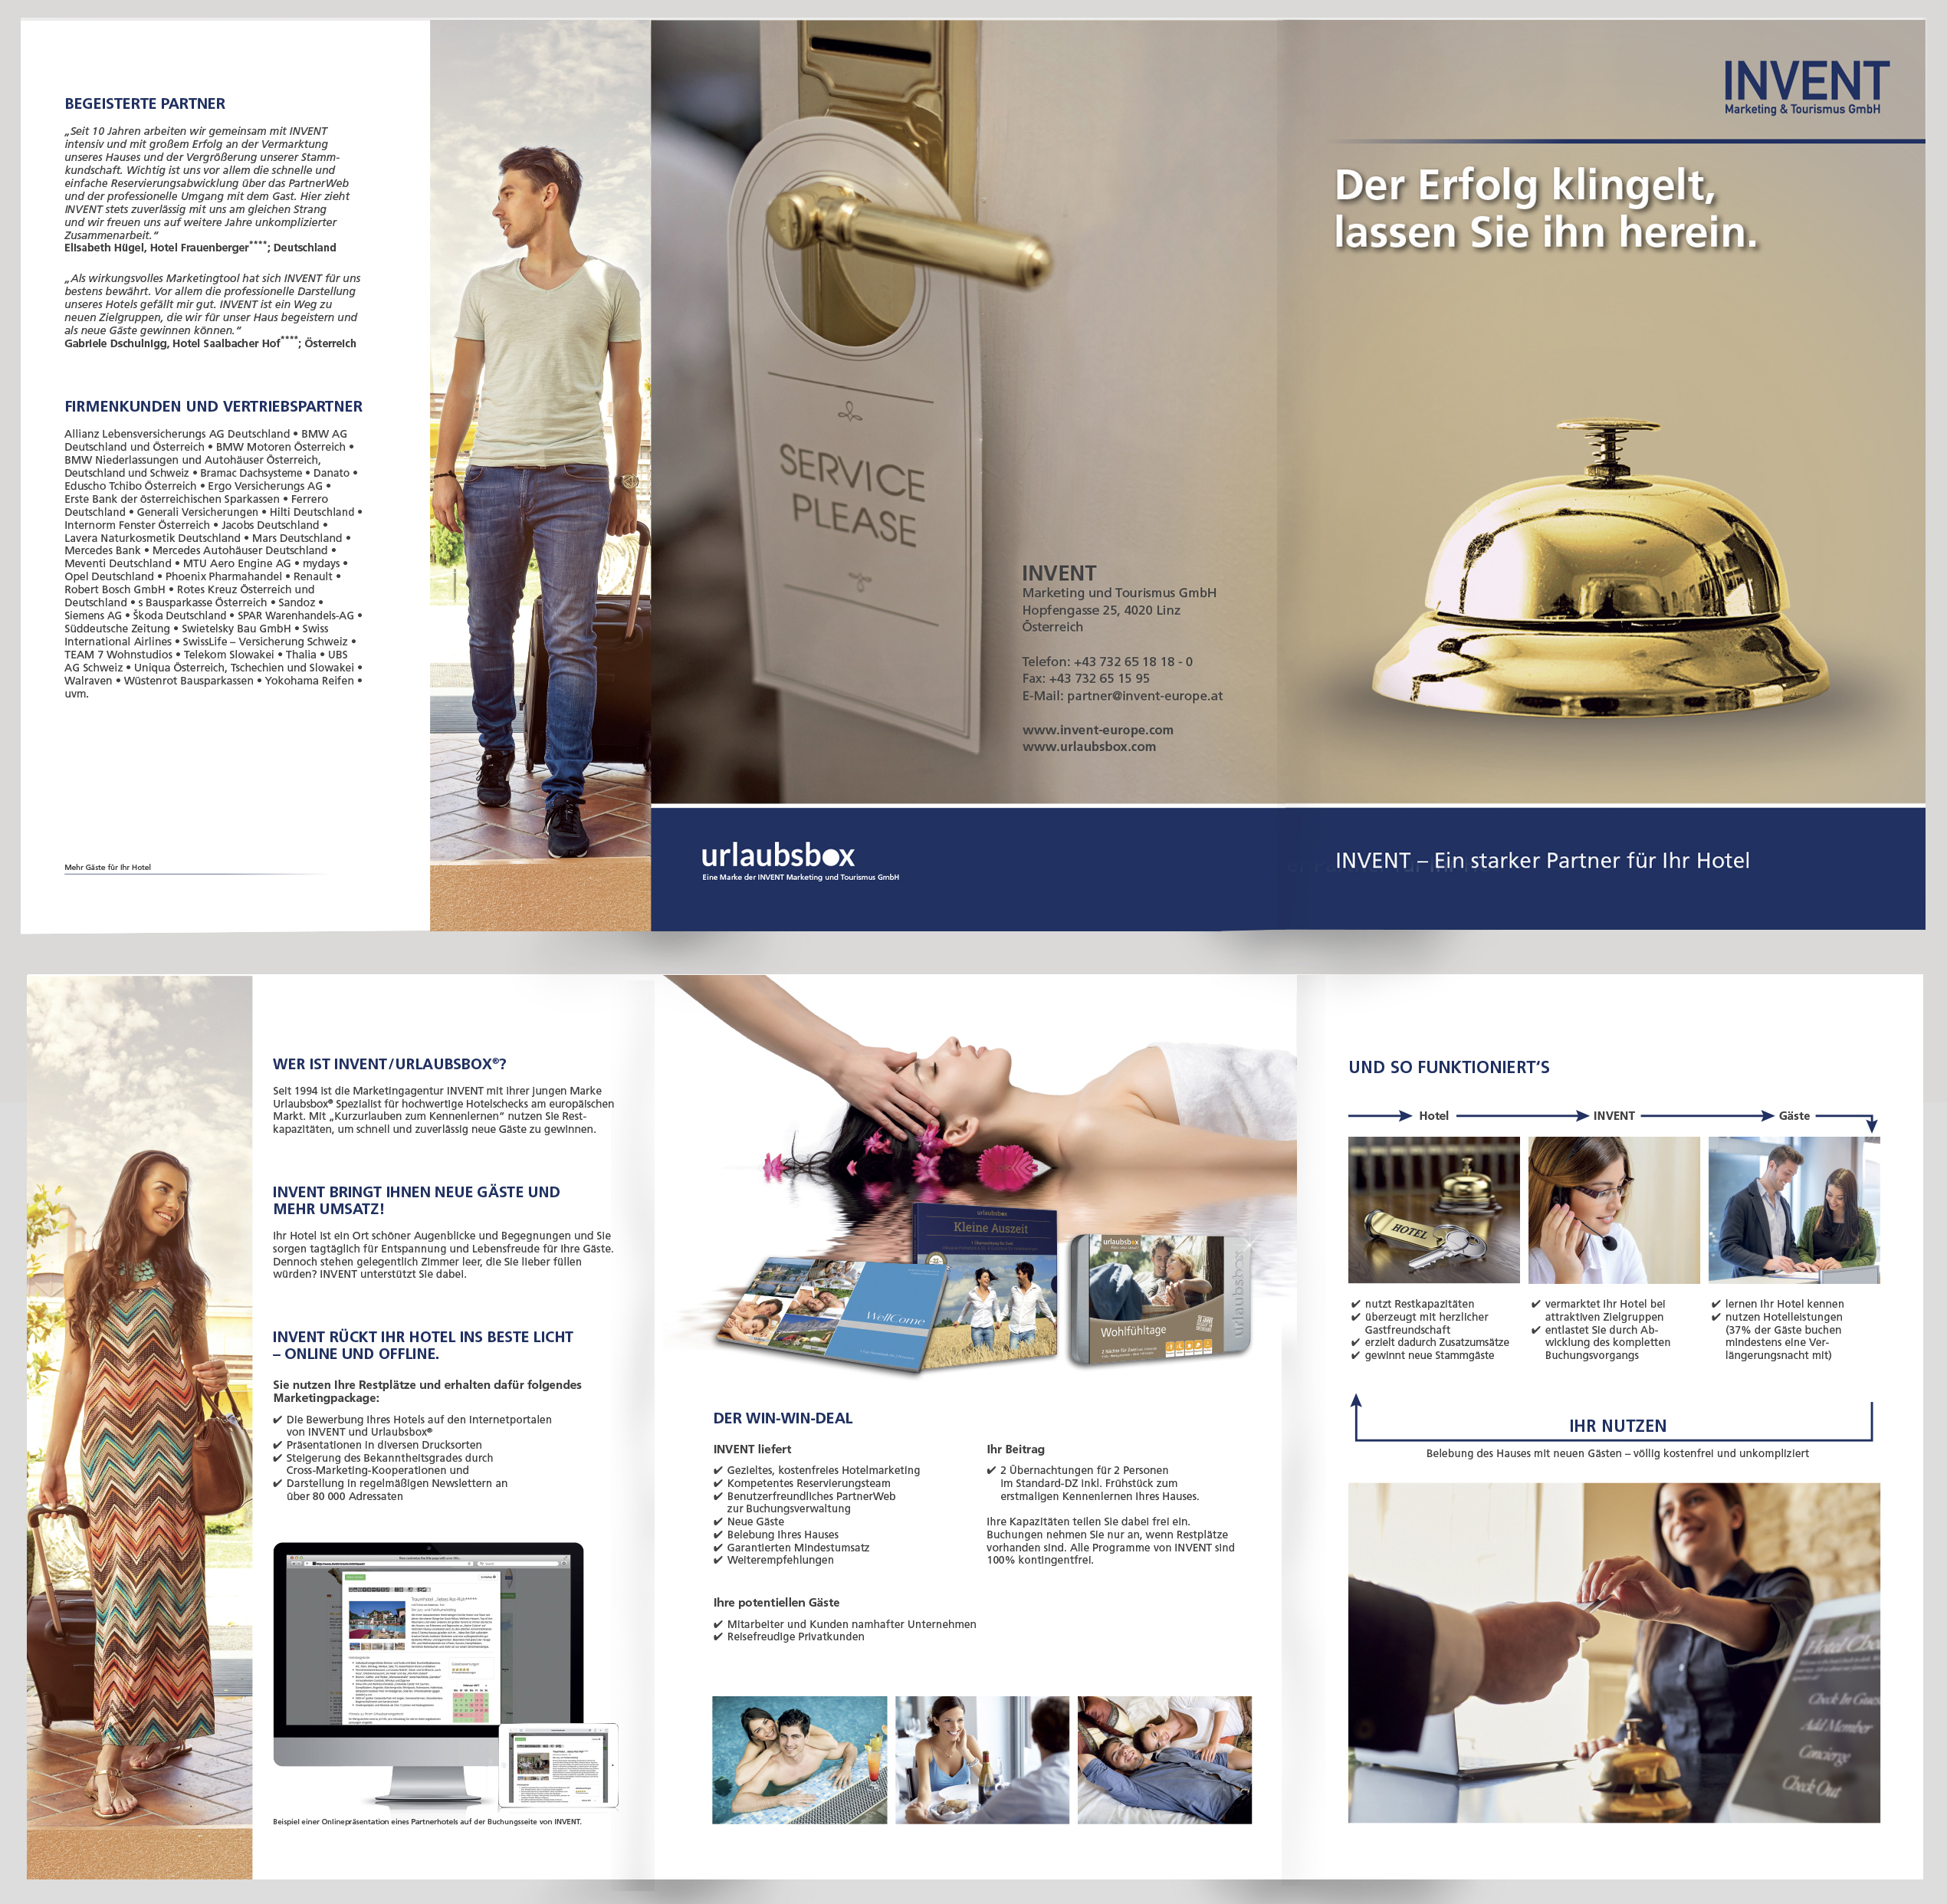 BEGEISTERTE PARTNER
„Seit 10 Jahren arbeiten wir gemeinsam mit INVENT
intensiv und mit großem Erfolg an der Vermarktung
unseres Hauses und der Vergrößerung unserer Stamm-
kundschaft. Wichtig ist uns vor allem die schnelle und
einfache Reservierungsabwicklung über das PartnerWeb
und der professionelle Umgang mit dem Gast. Hier zieht
INVENT stets zuverlässig mit uns am gleichen Strang
und wir freuen uns auf weitere Jahre unkomplizierter
Zusammenarbeit.“
Elisabeth Hügel, Hotel Frauenberger****; Deutschland
„Als wirkungsvolles Marketingtool hat sich INVENT für uns
bestens bewährt. Vor allem die professionelle Darstellung
unseres Hotels gefällt mir gut. INVENT ist ein Weg zu
neuen Zielgruppen, die wir für unser Haus begeistern und
als neue Gäste gewinnen können.“
Gabriele Dschulnigg, Hotel Saalbacher Hof****; Österreich
FIRMENKUNDEN UND VERTRIEBSPARTNER
Allianz Lebensversicherungs AG Deutschland • BMW AG
Deutschland und Österreich • BMW Motoren Österreich •
BMW Niederlassungen und Autohäuser Österreich,
Deutschland und Schweiz • Bramac Dachsysteme • Danato •
Eduscho Tchibo Österreich • Ergo Versicherungs AG •
Erste Bank der österreichischen Sparkassen • Ferrero
Deutschland • Generali Versicherungen • Hilti Deutschland •
Internorm Fenster Österreich • Jacobs Deutschland •
Lavera Naturkosmetik Deutschland • Mars Deutschland •
Mercedes Bank • Mercedes Autohäuser Deutschland •
Meventi Deutschland • MTU Aero Engine AG • mydays •
Opel Deutschland • Phoenix Pharmahandel • Renault •
Robert Bosch GmbH • Rotes Kreuz Österreich und
Deutschland • s Bausparkasse Österreich • Sandoz •
Siemens AG • Škoda Deutschland • SPAR Warenhandels-AG •
Süddeutsche Zeitung • Swietelsky Bau GmbH • Swiss
International Airlines • SwissLife – Versicherung Schweiz •
TEAM 7 Wohnstudios • Telekom Slowakei • Thalia • UBS
AG Schweiz • Uniqua Österreich, Tschechien und Slowakei •
Walraven • Wüstenrot Bausparkassen • Yokohama Reifen •
uvm.
Mehr Gäste für Ihr Hotel
SERVICE
PLEASE
INVENT
Marketing und Tourismus GmbH
Hopfengasse 25, 4020 Linz
Österreich
Telefon: +43 732 65 18 18 - 0
Fax: +43 732 65 15 95
E-Mail: partner@invent-europe.at
www.invent-europe.com
www.urlaubsbox.com
urlaubsbox
Eine Marke der INVENT Marketing und Tourismus GmbH
INVENT
Marketing & Tourismus GmbH
Der Erfolg klingelt,
lassen Sie ihn herein.
INVENT – Ein starker Partner für Ihr Hotel
WER IST INVENT/URLAUBSBOX®?
Seit 1994 ist die Marketingagentur INVENT mit ihrer jungen Marke
Urlaubsbox® Spezialist für hochwertige Hotelschecks am europäischen
Markt. Mit „Kurzurlauben zum Kennenlernen“ nutzen Sie Rest-
kapazitäten, um schnell und zuverlässig neue Gäste zu gewinnen.
INVENT BRINGT IHNEN NEUE GÄSTE UND
MEHR UMSATZ!
Ihr Hotel ist ein Ort schöner Augenblicke und Begegnungen und Sie
sorgen tagtäglich für Entspannung und Lebensfreude für Ihre Gäste.
Dennoch stehen gelegentlich Zimmer leer, die Sie lieber füllen
würden? INVENT unterstützt Sie dabei.
INVENT RÜCKT IHR HOTEL INS BESTE LICHT
– ONLINE UND OFFLINE.
Sie nutzen Ihre Restplätze und erhalten dafür folgendes
Marketingpackage:
✔ Die Bewerbung Ihres Hotels auf den Internetportalen
von INVENT und Urlaubsbox®
✔ Präsentationen in diversen Drucksorten
✔ Steigerung des Bekanntheitsgrades durch
Cross-Marketing-Kooperationen und
✔ Darstellung in regelmäßigen Newslettern an
über 80 000 Adressaten
Beispiel einer Onlinepräsentation eines Partnerhotels auf der Buchungsseite von INVENT.
urlaubsbox
Kleine Auszeit
WellCome
urlaubsbox
Wohlfühltage
urlaubsbox
DER WIN-WIN-DEAL
INVENT liefert
✔ Gezieltes, kostenfreies Hotelmarketing
✔ Kompetentes Reservierungsteam
✔ Benutzerfreundliches PartnerWeb
zur Buchungsverwaltung
✔ Neue Gäste
✔ Belebung Ihres Hauses
✔ Garantierten Mindestumsatz
✔ Weiterempfehlungen
Ihr Beitrag
✔ 2 Übernachtungen für 2 Personen
im Standard-DZ inkl. Frühstück zum
erstmaligen Kennenlernen Ihres Hauses.
Ihre Kapazitäten teilen Sie dabei frei ein.
Buchungen nehmen Sie nur an, wenn Restplätze
vorhanden sind. Alle Programme von INVENT sind
100% kontingentfrei.
Ihre potentiellen Gäste
✔ Mitarbeiter und Kunden namhafter Unternehmen
✔ Reisefreudige Privatkunden
UND SO FUNKTIONIERT’S
Hotel INVENT Gäste
HOTEL
✔ nutzt Restkapazitäten
✔ überzeugt mit herzlicher
Gastfreundschaft
✔ erzielt dadurch Zusatzumsätze
✔ gewinnt neue Stammgäste
✔ vermarktet Ihr Hotel bei
attraktiven Zielgruppen
✔ entlastet Sie durch Ab-
wicklung des kompletten
Buchungsvorgangs
✔ lernen Ihr Hotel kennen
✔ nutzen Hotelleistungen
(37% der Gäste buchen
mindestens eine Ver-
längerungsnacht mit)
IHR NUTZEN
Belebung des Hauses mit neuen Gästen – völlig kostenfrei und unkompliziert
Hotel
Check In
Add Member
Concierge
Check Out